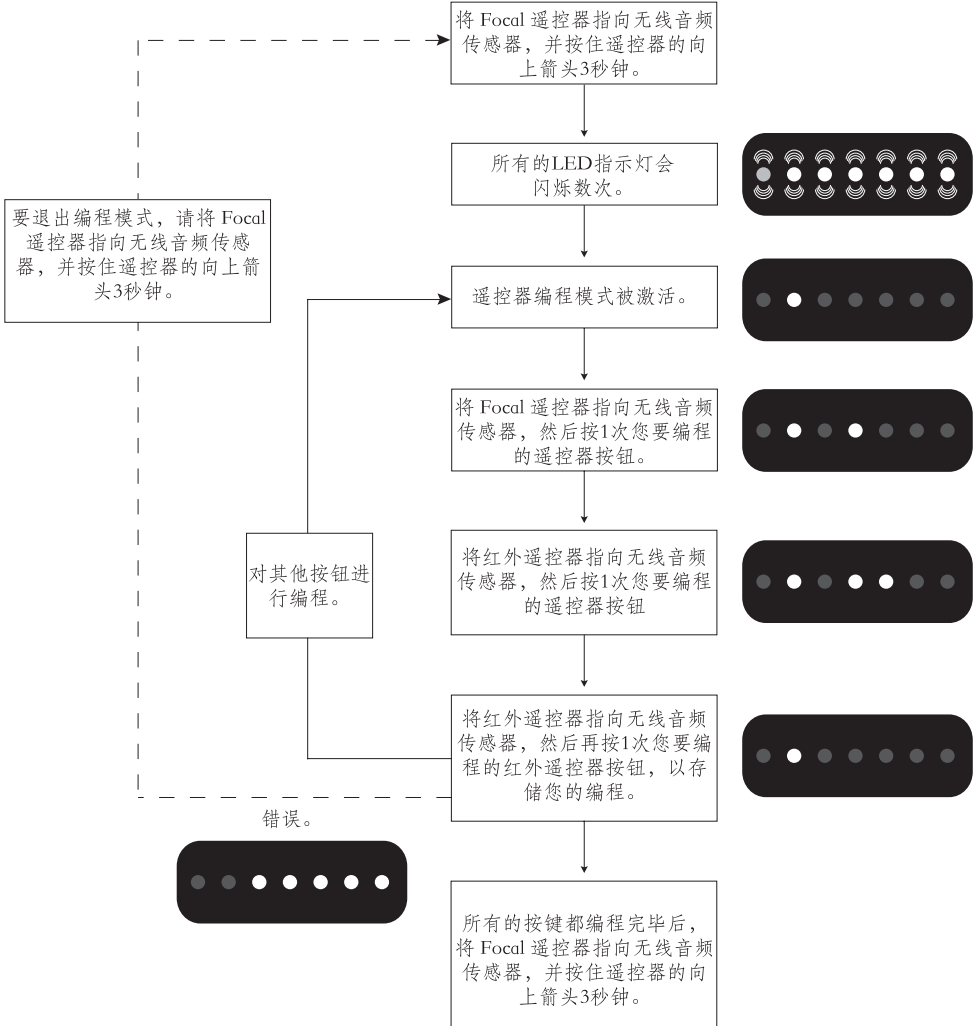 将 Focal 遥控器指向无线音频
传感器，并按住遥控器的向
上箭头3秒钟。
所有的LED指示灯会
闪烁数次。
要退出编程模式，请将 Focal
遥控器指向无线音频传感
器，并按住遥控器的向上箭
头3秒钟。
遥控器编程模式被激活。
将 Focal 遥控器指向无线音频
传感器，然后按1次您要编程
的遥控器按钮。
对其他按钮进
行编程。
将红外遥控器指向无线音频
传感器，然后按1次您要编程
的遥控器按钮
将红外遥控器指向无线音频
传感器，然后再按1次您要编
程的红外遥控器按钮，以存
储您的编程。
错误。
所有的按键都编程完毕后，
将 Focal 遥控器指向无线音频
传感器，并按住遥控器的向
上箭头3秒钟。